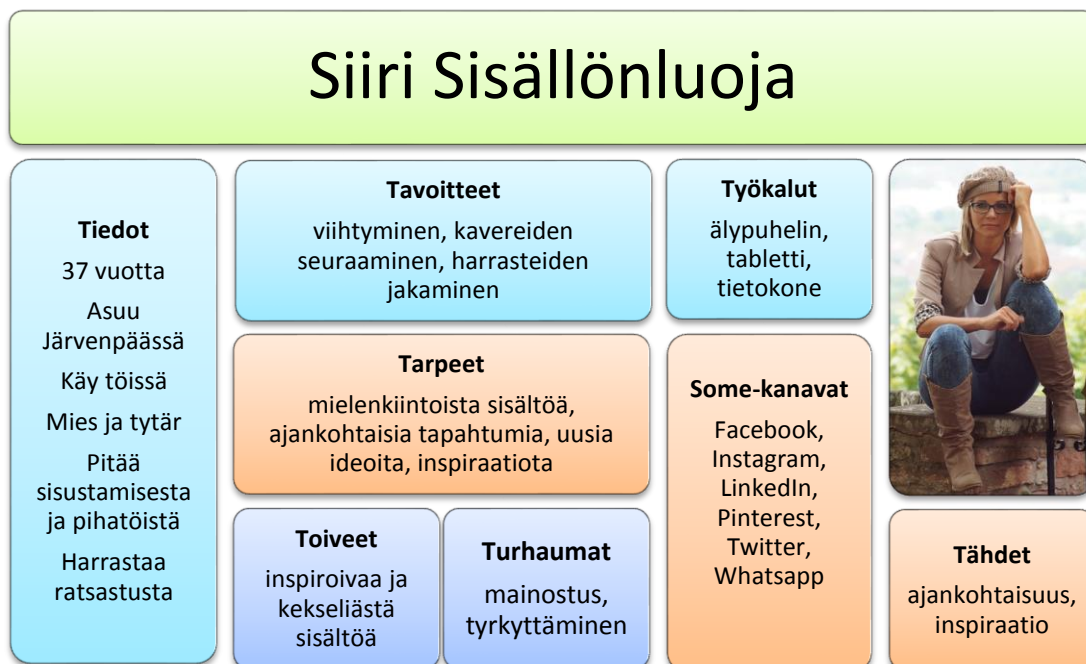 Siiri Sisällönluoja
Tiedot
37 vuotta
Asuu
Järvenpäässä
Käy töissä
Mies ja tytär
Pitää
sisustamisesta
ja pihatöistä
Harrastaa
ratsastusta
Tavoitteet
viihtyminen, kavereiden
seuraaminen, harrasteiden
jakaminen
Työkalut
älypuhelin,
tabletti,
tietokone
Tarpeet
mielenkiintoista sisältöä,
ajankohtaisia tapahtumia, uusia
ideoita, inspiraatiota
Some-kanavat
Facebook,
Instagram,
LinkedIn,
Pinterest,
Twitter,
Whatsapp
Toiveet
inspiroivaa ja
kekseliästä
sisältöä
Turhaumat
mainostus,
tyrkyttäminen
Tähdet
ajankohtaisuus,
inspiraatio